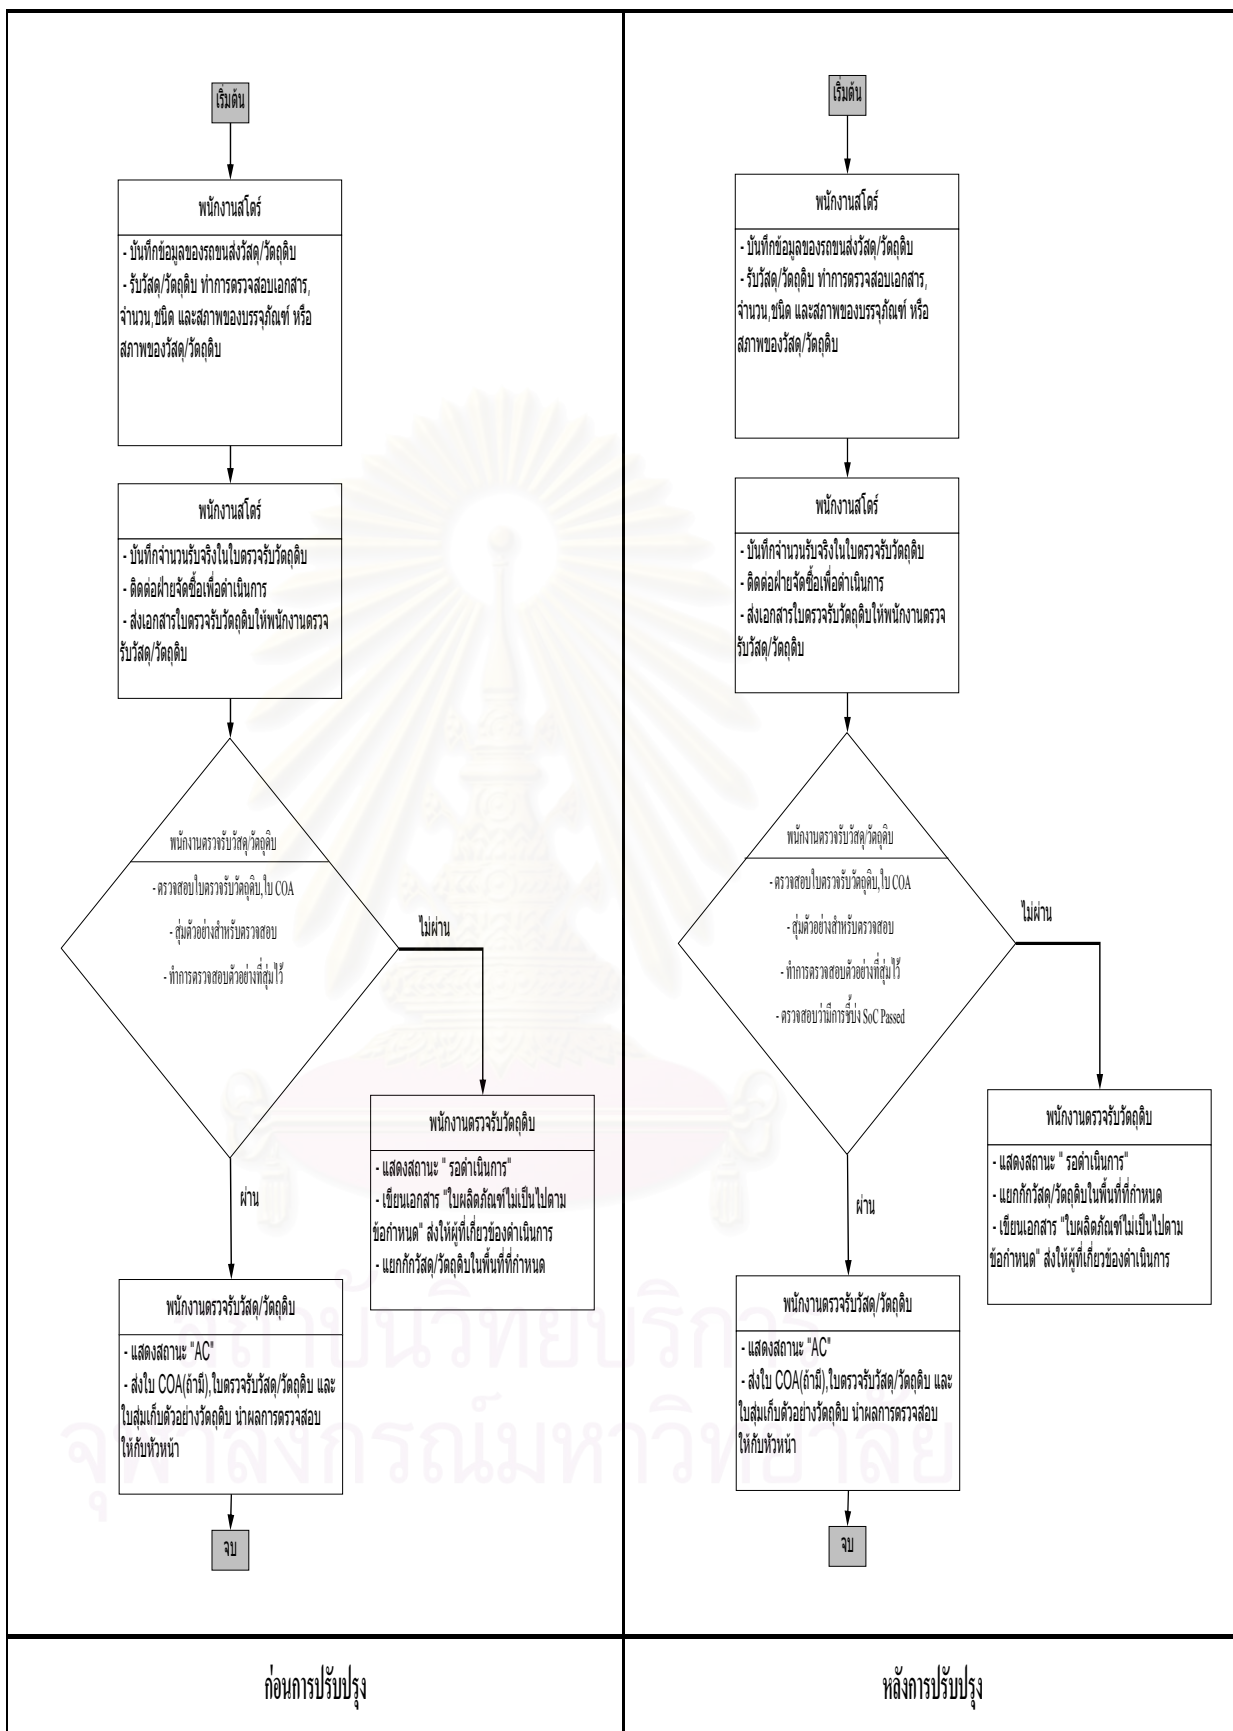 เริ่มต้น
พนักงานสโตร์
- บันทึกข้อมูลของรถขนส่งวัสดุ/วัตถุดิบ
- รับวัสดุ/วัตถุดิบ ทำการตรวจสอบเอกสาร,
จำนวน,ชนิด และสภาพของบรรจุภัณฑ์ หรือ
สภาพของวัสดุ/วัตถุดิบ
พนักงานสโตร์
- บันทึกจำนวนรับจริงในใบตรวจรับวัตถุดิบ
- ติดต่อฝ่ายจัดซื้อเพื่อดำเนินการ
- ส่งเอกสารใบตรวจรับวัตถุดิบให้พนักงานตรวจ
รับวัสดุ/วัตถุดิบ
พนักงานตรวจรับวัสดุ/วัตถุดิบ
- ตรวจสอบใบตรวจรับวัตถุดิบ,ใบ COA
- สุ่มตัวอย่างสำหรับตรวจสอบ
- ทำการตรวจสอบตัวอย่างที่สุ่มไว้
ไม่ผ่าน
พนักงานตรวจรับวัตถุดิบ
- แสดงสถานะ " รอดำเนินการ"
- เขียนเอกสาร "ใบผลิตภัณฑ์ไม่เป็นไปตาม
ข้อกำหนด" ส่งให้ผู้ที่เกี่ยวข้องดำเนินการ
- แยกกักวัสดุ/วัตถุดิบในพื้นที่ที่กำหนด
ผ่าน
พนักงานตรวจรับวัสดุ/วัตถุดิบ
- แสดงสถานะ "AC"
- ส่งใบ COA(ถ้ามี),ใบตรวจรับวัสดุ/วัตถุดิบ และ
ใบสุ่มเก็บตัวอย่างวัตถุดิบ นำผลการตรวจสอบ
ให้กับหัวหน้า
จบ
ก่อนการปรับปรุง
เริ่มต้น
พนักงานสโตร์
- บันทึกข้อมูลของรถขนส่งวัสดุ/วัตถุดิบ
- รับวัสดุ/วัตถุดิบ ทำการตรวจสอบเอกสาร,
จำนวน,ชนิด และสภาพของบรรจุภัณฑ์ หรือ
สภาพของวัสดุ/วัตถุดิบ
พนักงานสโตร์
- บันทึกจำนวนรับจริงในใบตรวจรับวัตถุดิบ
- ติดต่อฝ่ายจัดซื้อเพื่อดำเนินการ
- ส่งเอกสารใบตรวจรับวัตถุดิบให้พนักงานตรวจ
รับวัสดุ/วัตถุดิบ
พนักงานตรวจรับวัสดุ/วัตถุดิบ
- ตรวจสอบใบตรวจรับวัตถุดิบ,ใบ COA
- สุ่มตัวอย่างสำหรับตรวจสอบ
- ทำการตรวจสอบตัวอย่างที่สุ่มไว้
- ตรวจสอบว่ามีการชี้บ่ง SoC Passed
ไม่ผ่าน
พนักงานตรวจรับวัตถุดิบ
- แสดงสถานะ " รอดำเนินการ"
- แยกกักวัสดุ/วัตถุดิบในพื้นที่ที่กำหนด
- เขียนเอกสาร "ใบผลิตภัณฑ์ไม่เป็นไปตาม
ข้อกำหนด" ส่งให้ผู้ที่เกี่ยวข้องดำเนินการ
ผ่าน
พนักงานตรวจรับวัสดุ/วัตถุดิบ
- แสดงสถานะ "AC"
- ส่งใบ COA(ถ้ามี),ใบตรวจรับวัสดุ/วัตถุดิบ และ
ใบสุ่มเก็บตัวอย่างวัตถุดิบ นำผลการตรวจสอบ
ให้กับหัวหน้า
จบ
หลังการปรับปรุง
สถาบันวิทยบริการ
จุฬาลงกรณ์มหาวิทยาลัย